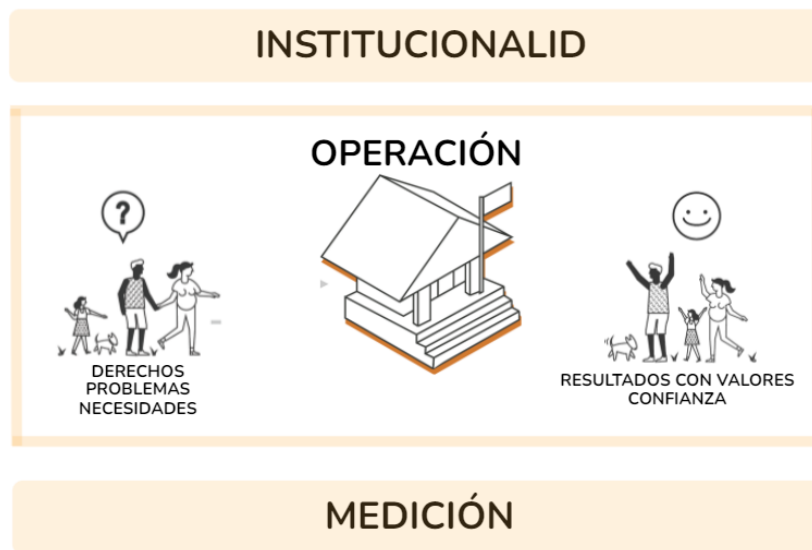 INSTITUCIONALID
OPERACIÓN
?
DERECHOS
PROBLEMAS
NECESIDADES
RESULTADOS CON VALORES
CONFIANZA
MEDICIÓN